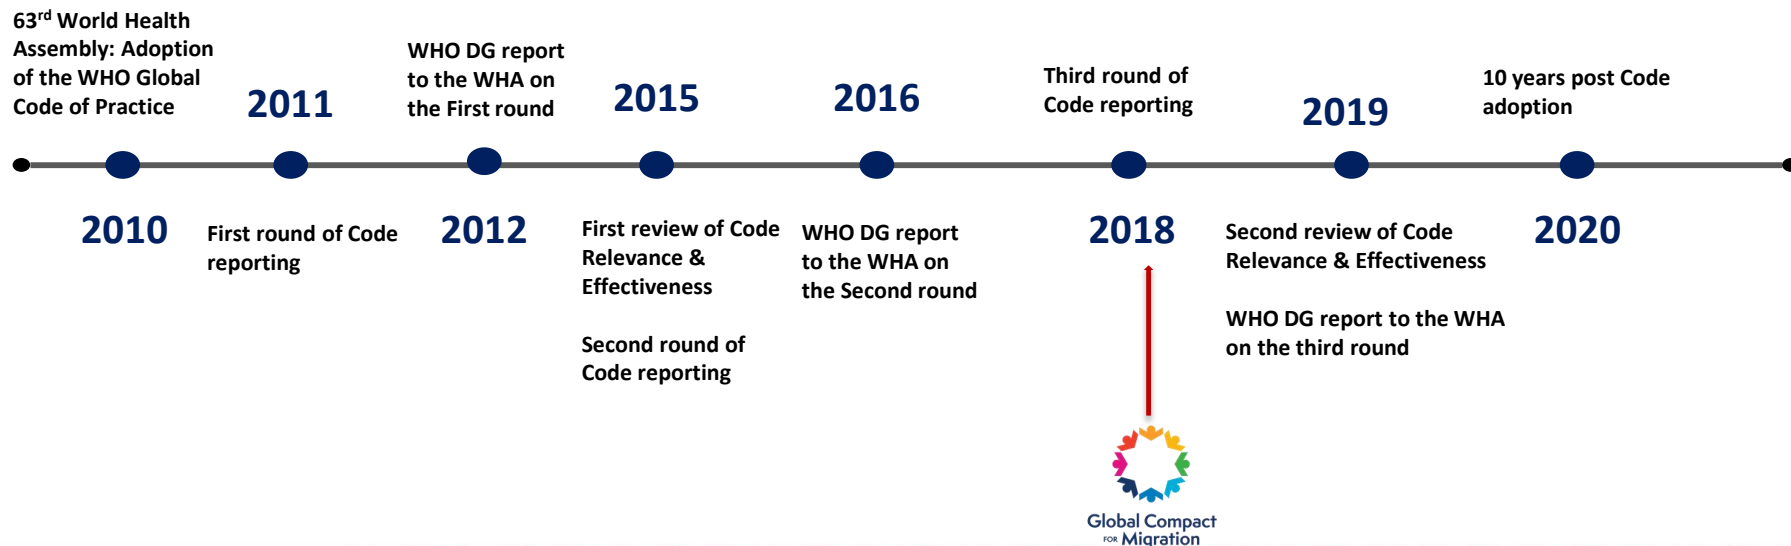 63rd World Health
Assembly: Adoption
of the WHO Global
Code of Practice
2010
2011
First round of Code
reporting
WHO DG report
to the WHA on
the First round
2012
2015
First review of Code
Relevance &
Effectiveness
Second round of
Code reporting
2016
WHO DG report
to the WHA on
the Second round
Third round of
Code reporting
2018
Global Compact
FOR Migration
2019
Second review of Code
Relevance & Effectiveness
WHO DG report to the WHA
on the third round
10 years post Code
adoption
2020